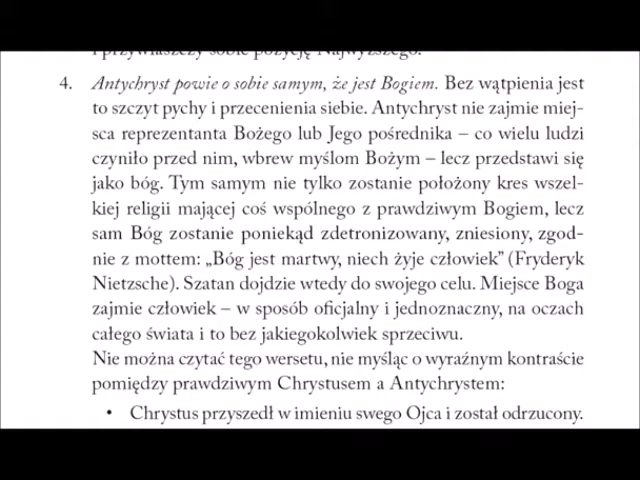 i przywłaszczy sobie pozycję Najwyższego.
4. Antychryst powie o sobie samym, że jest Bogiem. Bez wątpienia jest
to szczyt pychy i przecenienia siebie. Antychryst nie zajmie miej-
sca reprezentanta Bożego lub Jego pośrednika – co wielu ludzi
czyniło przed nim, wbrew myślom Bożym – lecz przedstawi się
jako bóg. Tym samym nie tylko zostanie położony kres wszel-
kiej religii mającej coś wspólnego z prawdziwym Bogiem, lecz
sam Bóg zostanie poniekąd zdetronizowany, zniesiony, zgod-
nie z mottem: „Bóg jest martwy, niech żyje człowiek” (Fryderyk
Nietzsche). Szatan dojdzie wtedy do swojego celu. Miejsce Boga
zajmie człowiek – w sposób oficjalny i jednoznaczny, na oczach
całego świata i to bez jakiegokolwiek sprzeciwu.
Nie można czytać tego wersetu, nie myśląc o wyraźnym kontraście
pomiędzy prawdziwym Chrystusem a Antychrystem:
• Chrystus przyszedł w imieniu swego Ojca i został odrzucony.